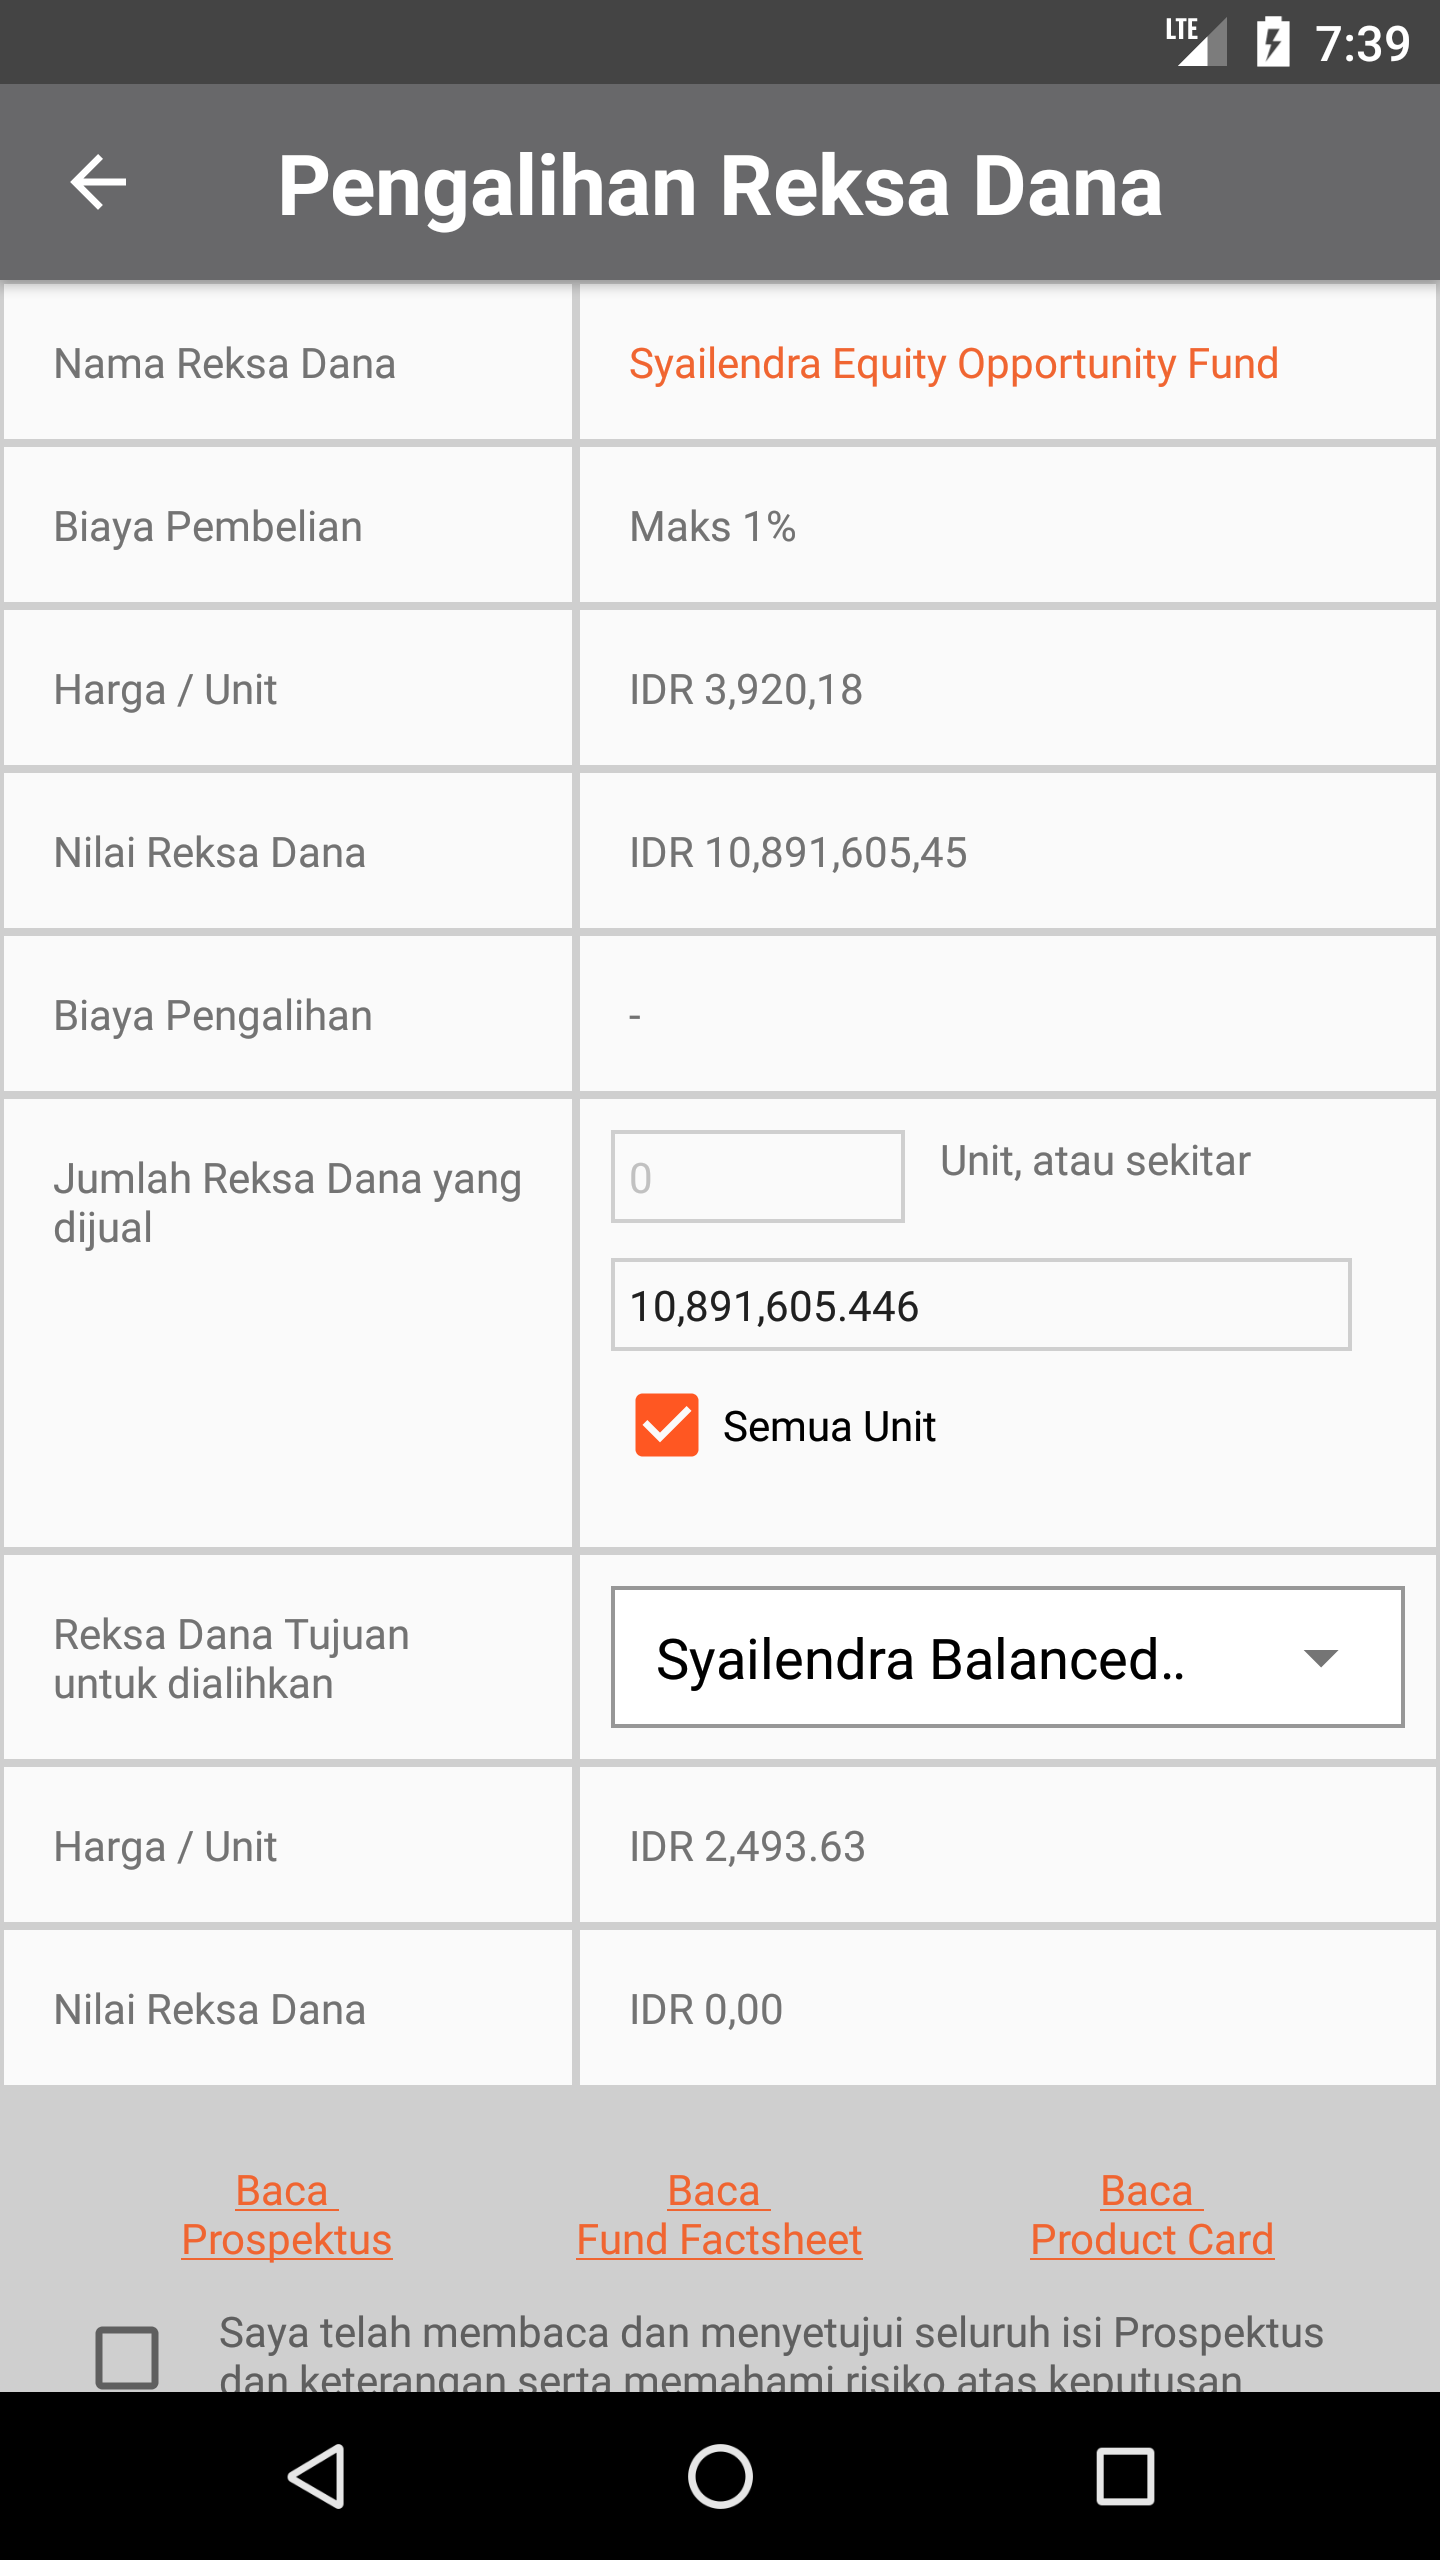 LTE 7:39
Pengalihan Reksa Dana
Nama Reksa Dana
Syailendra Equity Opportunity Fund
Biaya Pembelian
Maks 1%
Harga / Unit
IDR 3,920,18
Nilai Reksa Dana
IDR 10,891,605,45
Biaya Pengalihan
-
Jumlah Reksa Dana yang
dijual
0
Unit, atau sekitar
10,891,605.446
Semua Unit
Reksa Dana Tujuan
untuk dialihkan
Syailendra Balanced..
Harga / Unit
IDR 2,493.63
Nilai Reksa Dana
IDR 0,00
Baca
Prospektus
Baca
Fund Factsheet
Baca
Product Card
Saya telah membaca dan menyetujui seluruh isi Prospektus
dan keterangan serta memahami risiko atas keputusan